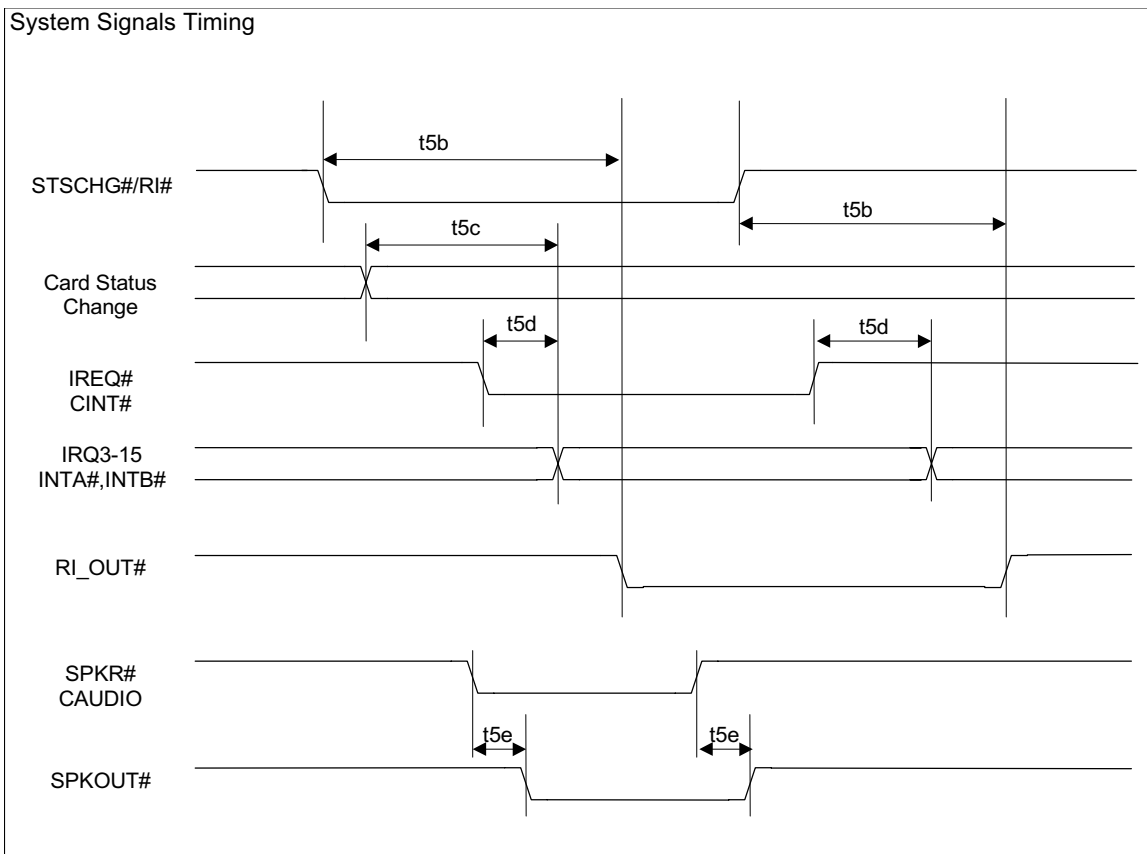 System Signals Timing
t5b
STSCHG#/RI#
t5b
t5c
Card Status
Change
t5d
t5d
IREQ#
CINT#
IRQ3-15
INTA#,INTB#
RI_OUT#
SPKR#
CAUDIO
t5e
t5e
SPKOUT#